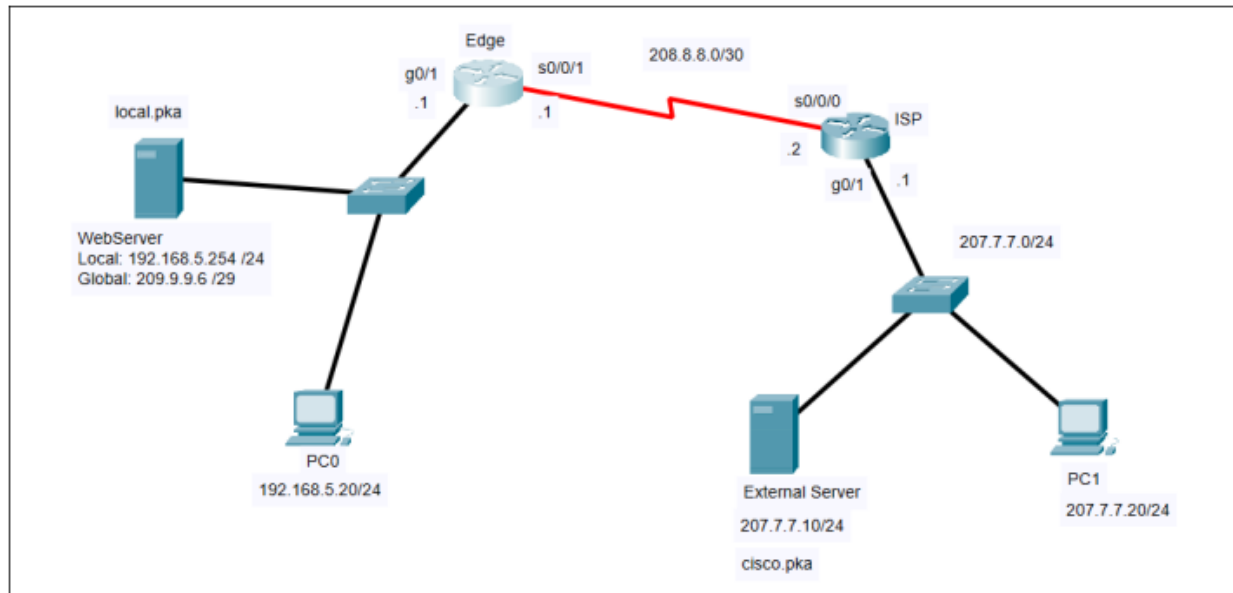 Edge
g0/1
s0/0/1
.1
.1
208.8.8.0/30
s0/0/0
ISP
.2
g0/1
.1
local.pka
WebServer
Local: 192.168.5.254 /24
Global: 209.9.9.6 /29
207.7.7.0/24
PC0
192.168.5.20/24
External Server
207.7.7.10/24
cisco.pka
PC1
207.7.7.20/24